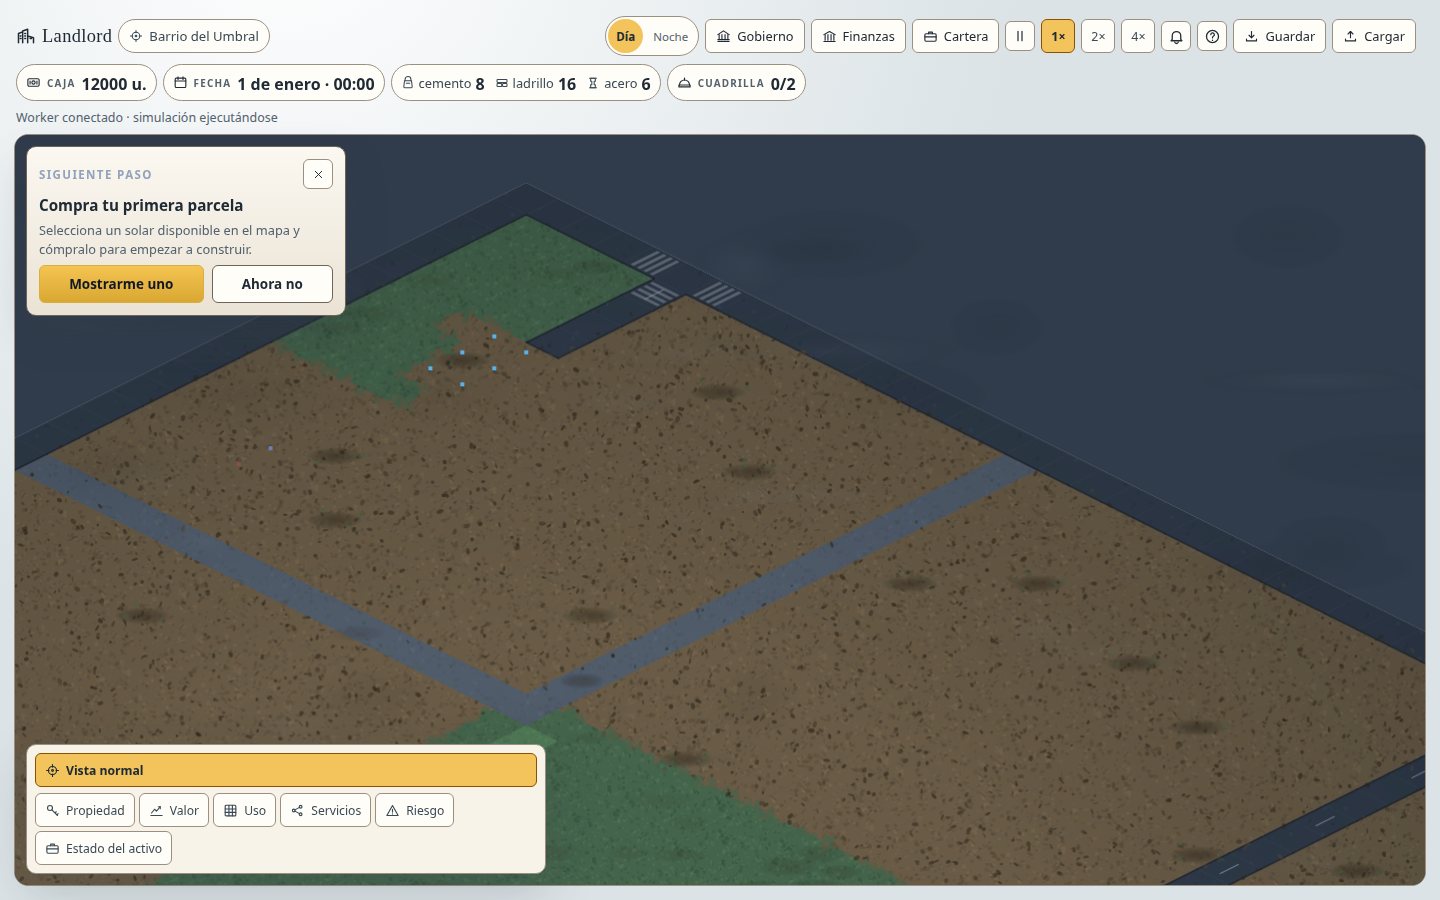 Landlord
Barrio del Umbral
Día
Noche
Gobierno
Finanzas
Cartera
1×
2×
4×
Guardar
Cargar
CAJA 12000 u.
FECHA 1 de enero · 00:00
cemento 8 ladrillo 16 acero 6
CUADRILLA 0/2
Worker conectado · simulación ejecutándose
SIGUIENTE PASO
Compra tu primera parcela
Selecciona un solar disponible en el mapa y
cómpralo para empezar a construir.
Mostrarme uno
Ahora no
Vista normal
Propiedad
Valor
Uso
Servicios
Riesgo
Estado del activo